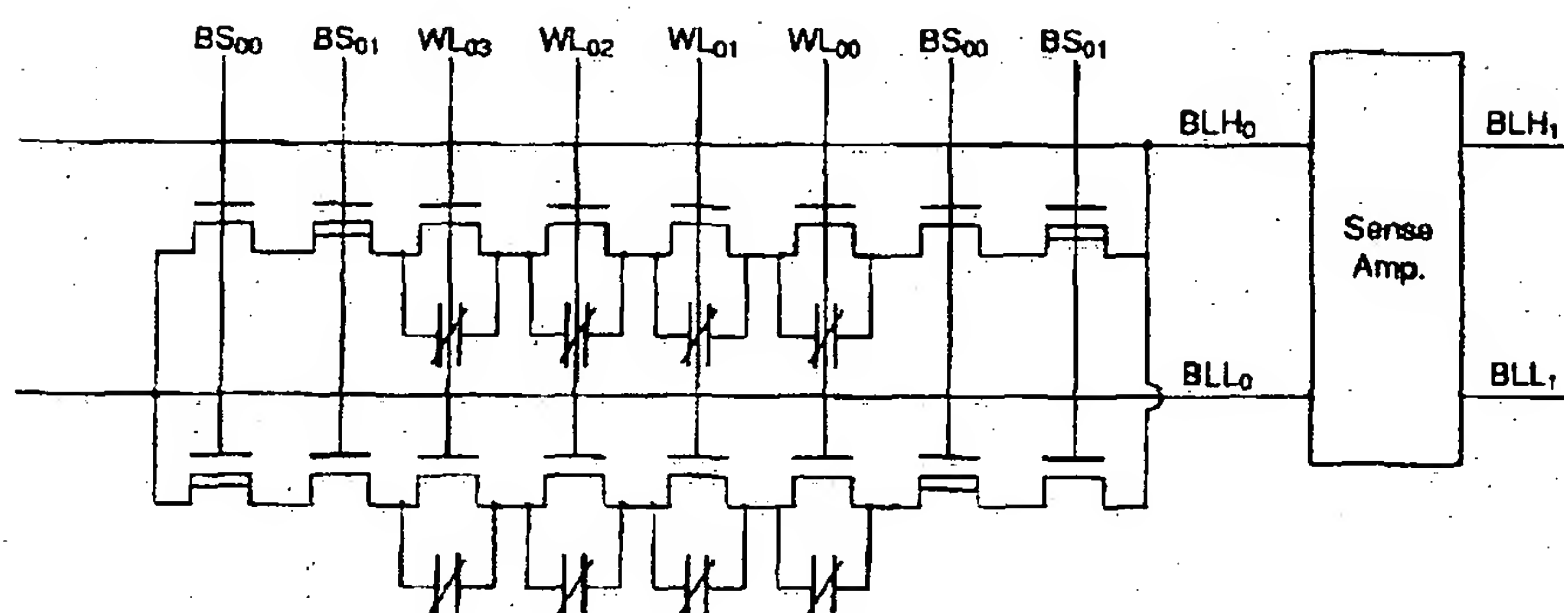 BS₀₀ BS₀₁ WL₀₃ WL₀₂ WL₀₁ WL₀₀ BS₀₀ BS₀₁
BLH₀ BLH₁
Sense
Amp.
BLL₀ BLL₁